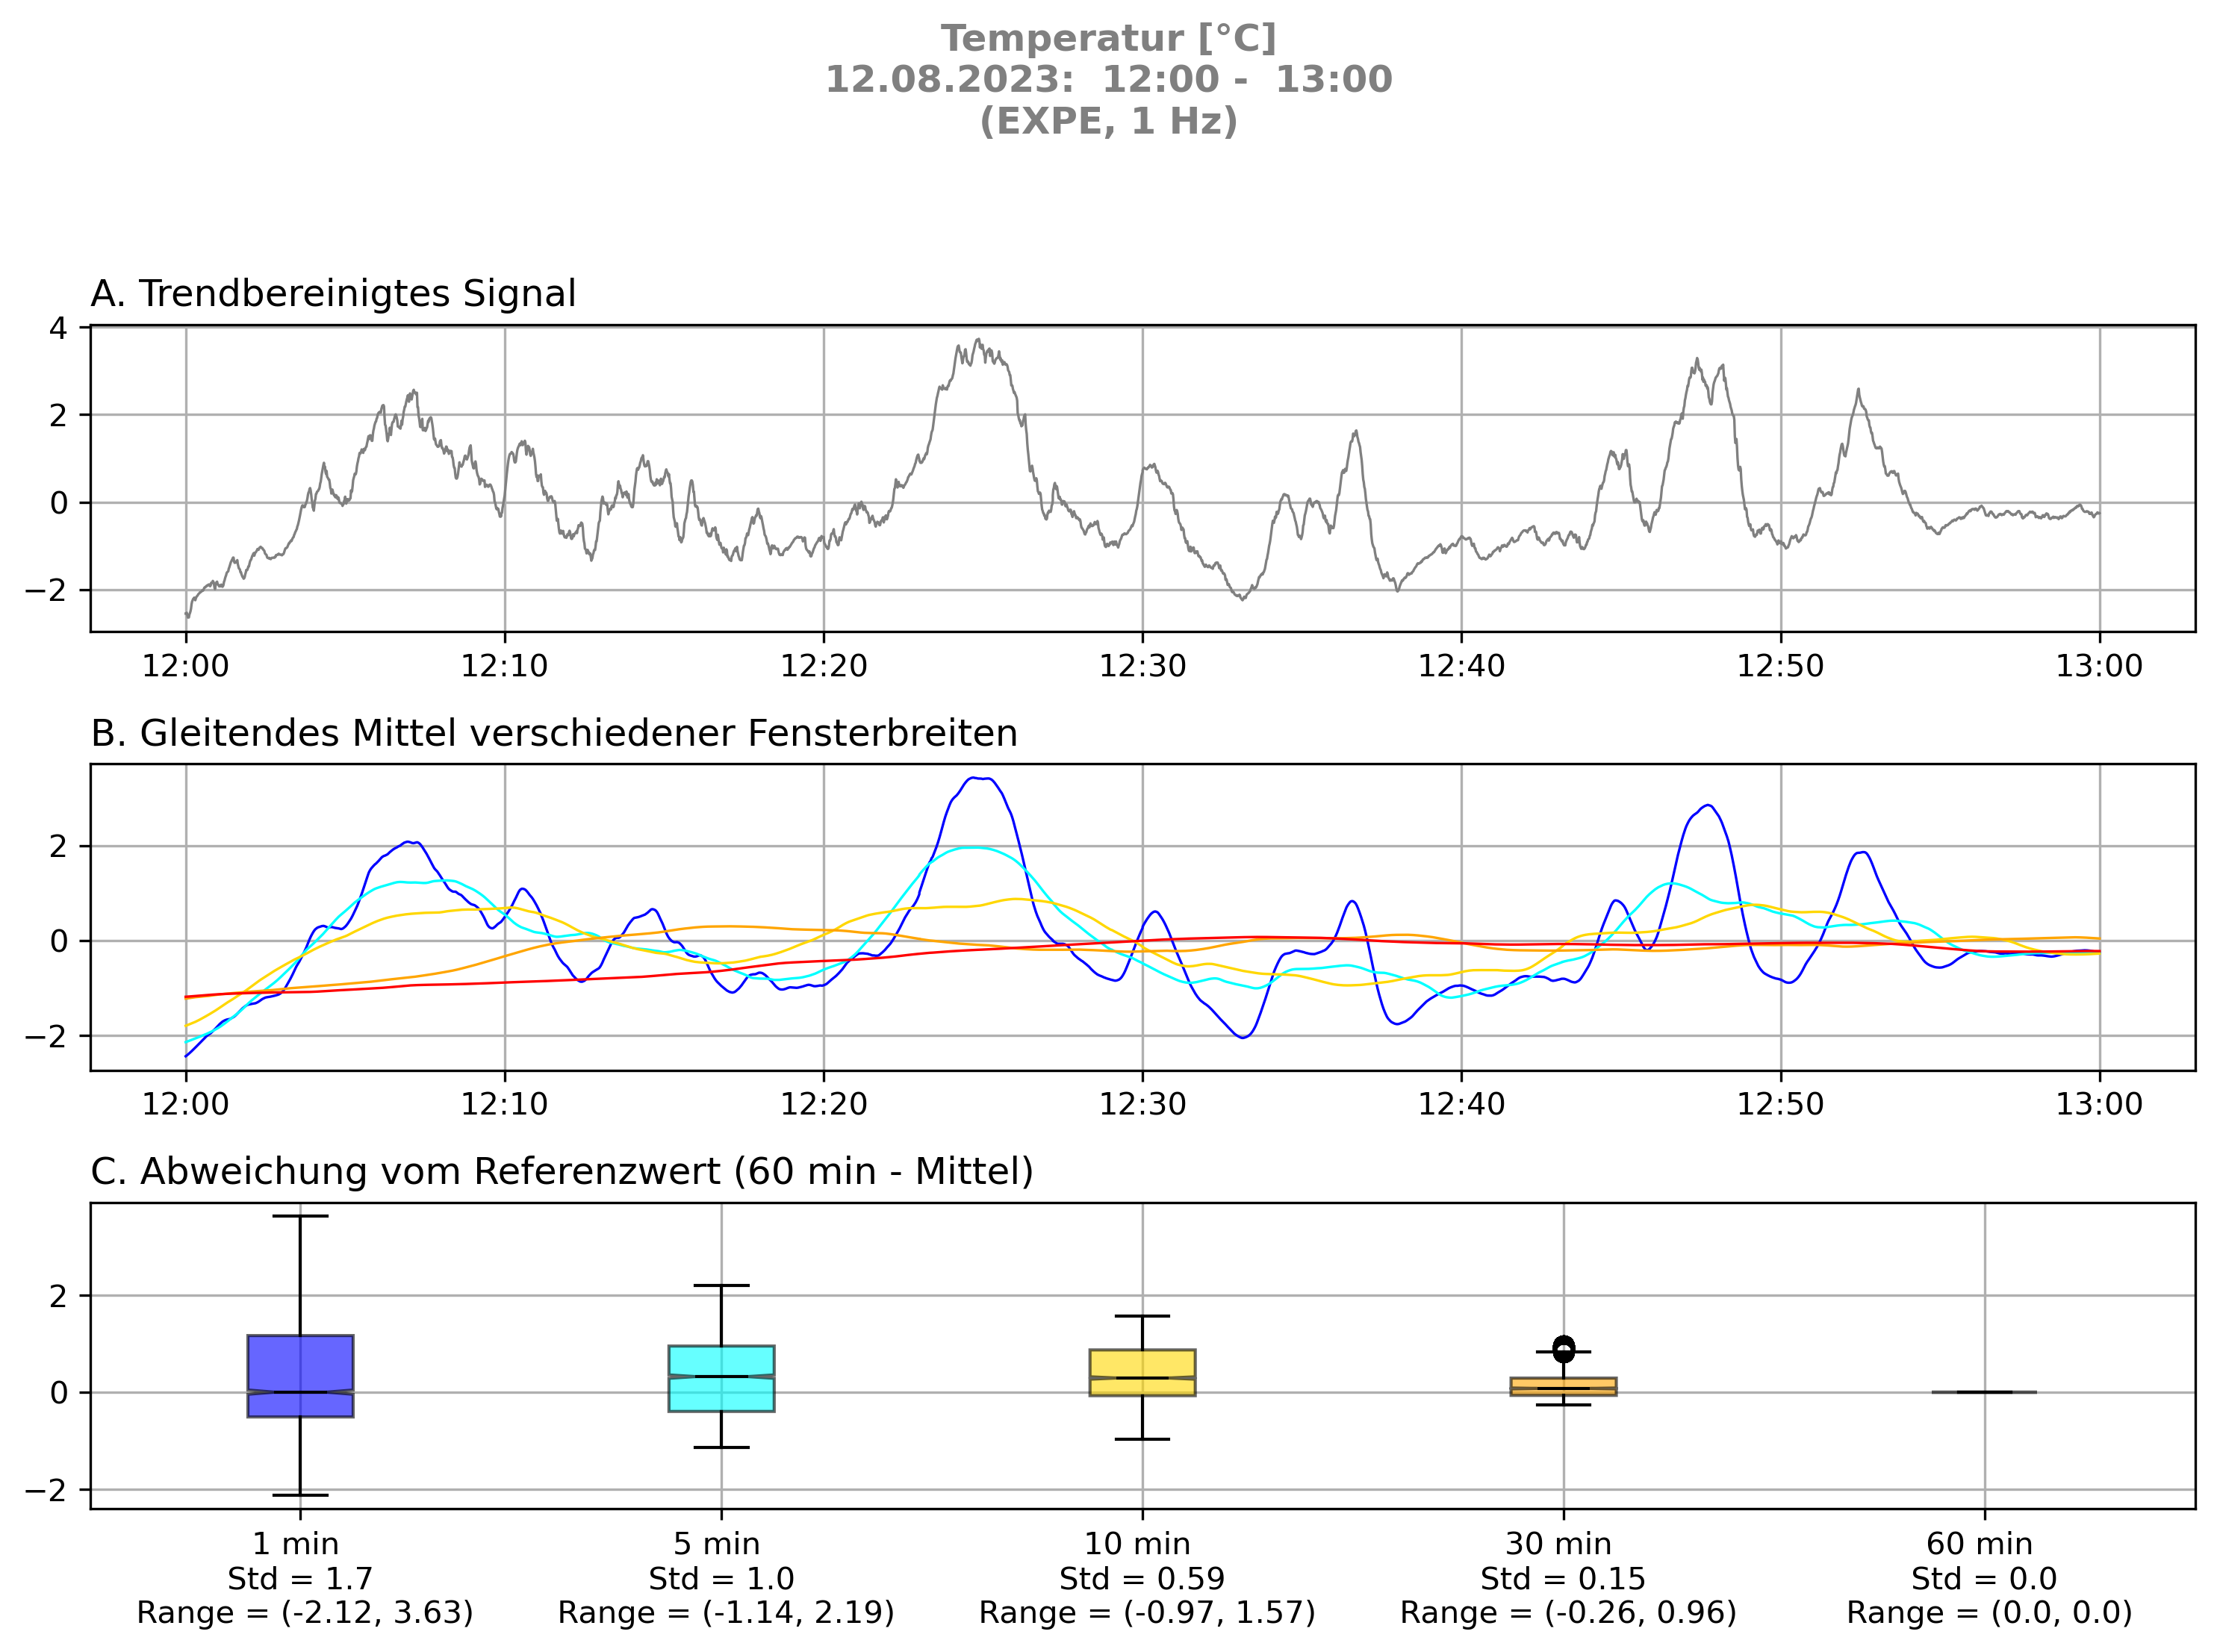 Temperatur [°C]
12.08.2023:  12:00 -  13:00
(EXPE, 1 Hz)
A. Trendbereinigtes Signal
4
2
0
−2
12:00 12:10 12:20 12:30 12:40 12:50 13:00
B. Gleitendes Mittel verschiedener Fensterbreiten
2
0
−2
12:00 12:10 12:20 12:30 12:40 12:50 13:00
C. Abweichung vom Referenzwert (60 min - Mittel)
2
0
−2
1 min 5 min 10 min 30 min 60 min
Std = 1.7 Std = 1.0 Std = 0.59 Std = 0.15 Std = 0.0
Range = (-2.12, 3.63) Range = (-1.14, 2.19) Range = (-0.97, 1.57) Range = (-0.26, 0.96) Range = (0.0, 0.0)